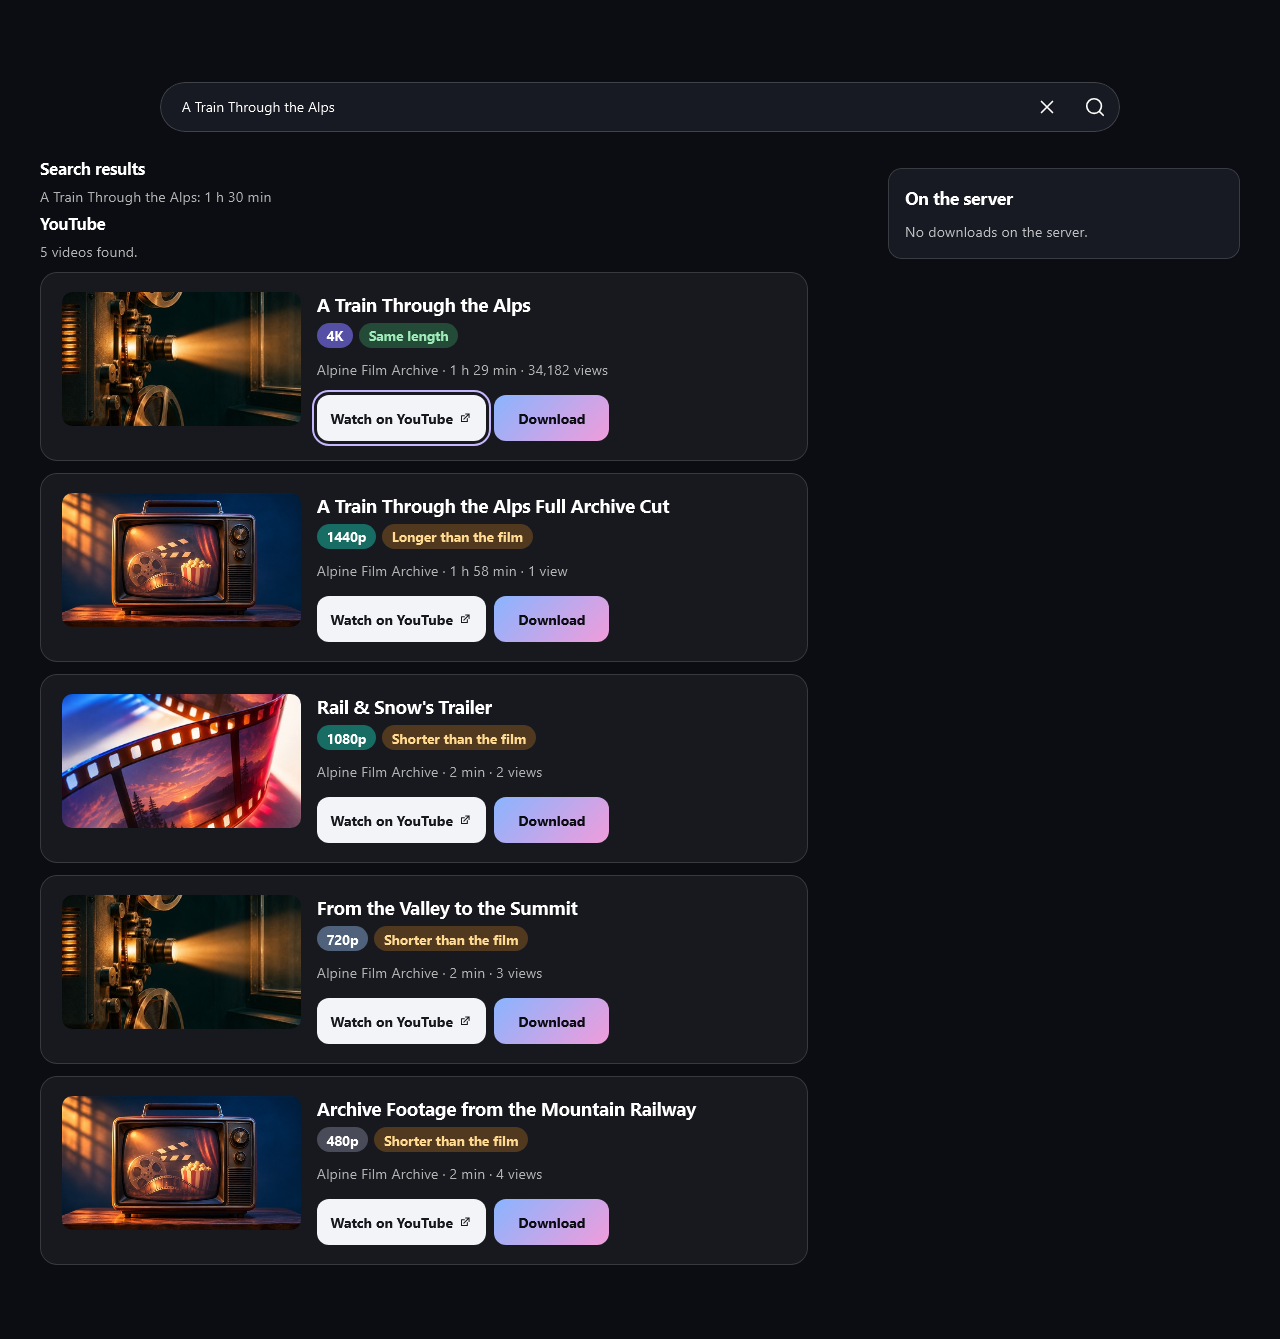 A Train Through the Alps
Search results
A Train Through the Alps: 1 h 30 min
YouTube
5 videos found.
A Train Through the Alps
4K
Same length
Alpine Film Archive · 1 h 29 min · 34,182 views
Watch on YouTube
Download
A Train Through the Alps Full Archive Cut
1440p
Longer than the film
Alpine Film Archive · 1 h 58 min · 1 view
Watch on YouTube
Download
Rail & Snow's Trailer
1080p
Shorter than the film
Alpine Film Archive · 2 min · 2 views
Watch on YouTube
Download
From the Valley to the Summit
720p
Shorter than the film
Alpine Film Archive · 2 min · 3 views
Watch on YouTube
Download
Archive Footage from the Mountain Railway
480p
Shorter than the film
Alpine Film Archive · 2 min · 4 views
Watch on YouTube
Download
On the server
No downloads on the server.